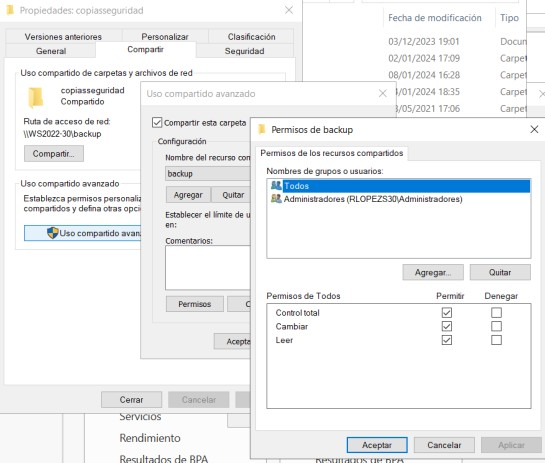 Propiedades: copiasseguridad
Versiones anteriores
Personalizar
Clasificación
General
Compartir
Seguridad
Uso compartido de carpetas y archivos de red
copiasseguridad
Compartido
Ruta de acceso de red:
\\WS2022-30\backup
Compartir...
Uso compartido avanzado
Establezca permisos personaliz
compartidos y defina otras opci
Uso compartido avan
Cerrar
Cancelar
Fecha de modificación
Tipo
03/12/2023 19:01
Docun
02/01/2024 17:09
Carpet
08/01/2024 16:28
Carpet
/01/2024 18:35
Carpet
/05/2021 17:06
Carpet
Uso compartido avanzado
Compartir esta carpeta
Configuración
Nombre del recurso con
backup
Agregar
Quitar
Establecer el límite de u
en:
Comentarios:
Permisos
C
Acepta
Permisos de backup
Permisos de los recursos compartidos
Nombres de grupos o usuarios:
Todos
Administradores (RLOPEZS30\Administradores)
Agregar...
Quitar
Permisos de Todos
Permitir
Denegar
Control total
Cambiar
Leer
Aceptar
Cancelar
Aplicar
Servicios
Rendimiento
Resultados de BPA
Resultados de BPA